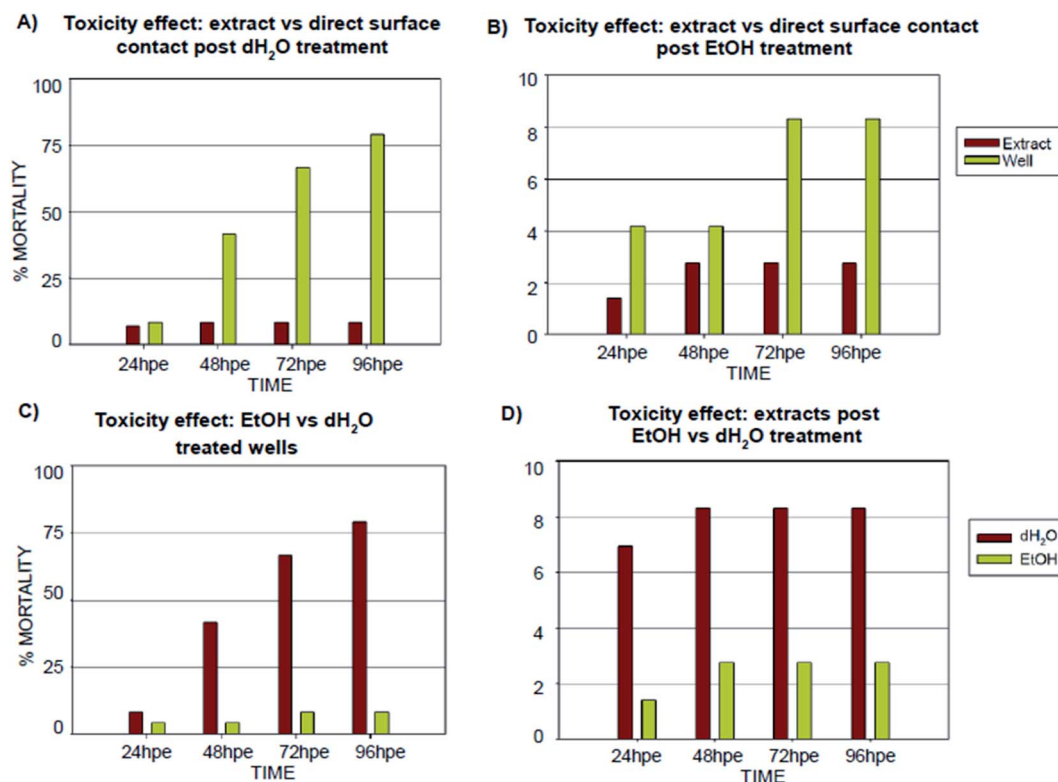 A) Toxicity effect: extract vs direct surface
contact post dH₂O treatment
100
75
50
25
0
% MORTALITY
24hpe 48hpe 72hpe 96hpe
TIME
B) Toxicity effect: extract vs direct surface contact
post EtOH treatment
10
8
6
4
2
0
24hpe 48hpe 72hpe 96hpe
TIME
Extract
Well
C) Toxicity effect: EtOH vs dH₂O
treated wells
100
75
50
25
0
% MORTALITY
24hpe 48hpe 72hpe 96hpe
TIME
D) Toxicity effect: extracts post
EtOH vs dH₂O treatment
10
8
6
4
2
0
24hpe 48hpe 72hpe 96hpe
TIME
dH₂O
EtOH